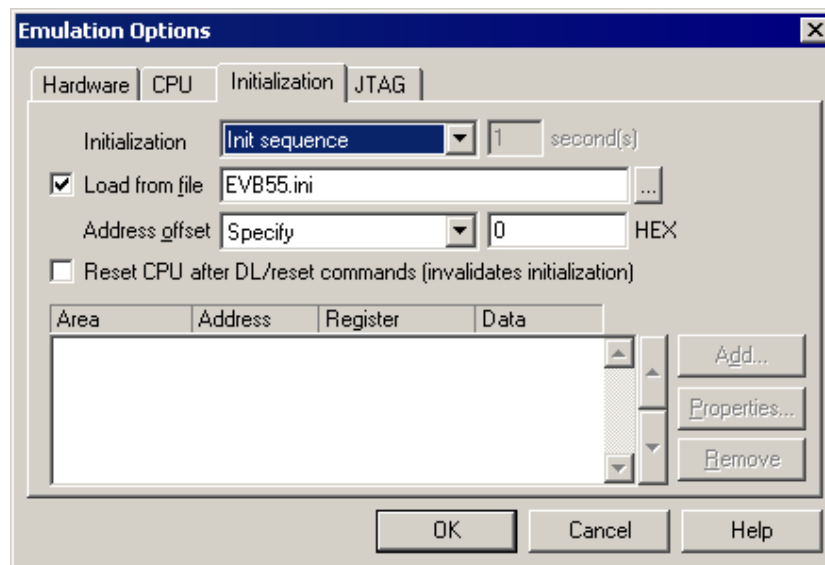 Emulation Options
Hardware CPU Initialization JTAG
Initialization Init sequence 1 second(s)
Load from file EVB55.ini ...
Address offset Specify 0 HEX
Reset CPU after DL/reset commands (invalidates initialization)
Area Address Register Data
Add...
Properties...
Remove
OK Cancel Help